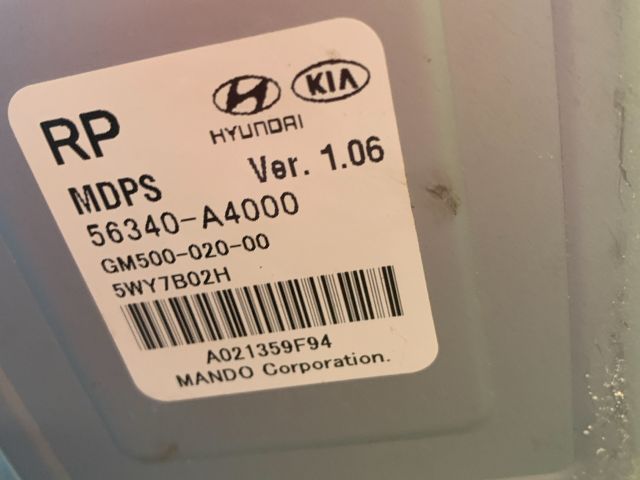 RP
HYUNDAI
KIA
MDPS
Ver. 1.06
56340-A4000
GM500-020-00
5WY7B02H
A021359F94
MANDO Corporation.